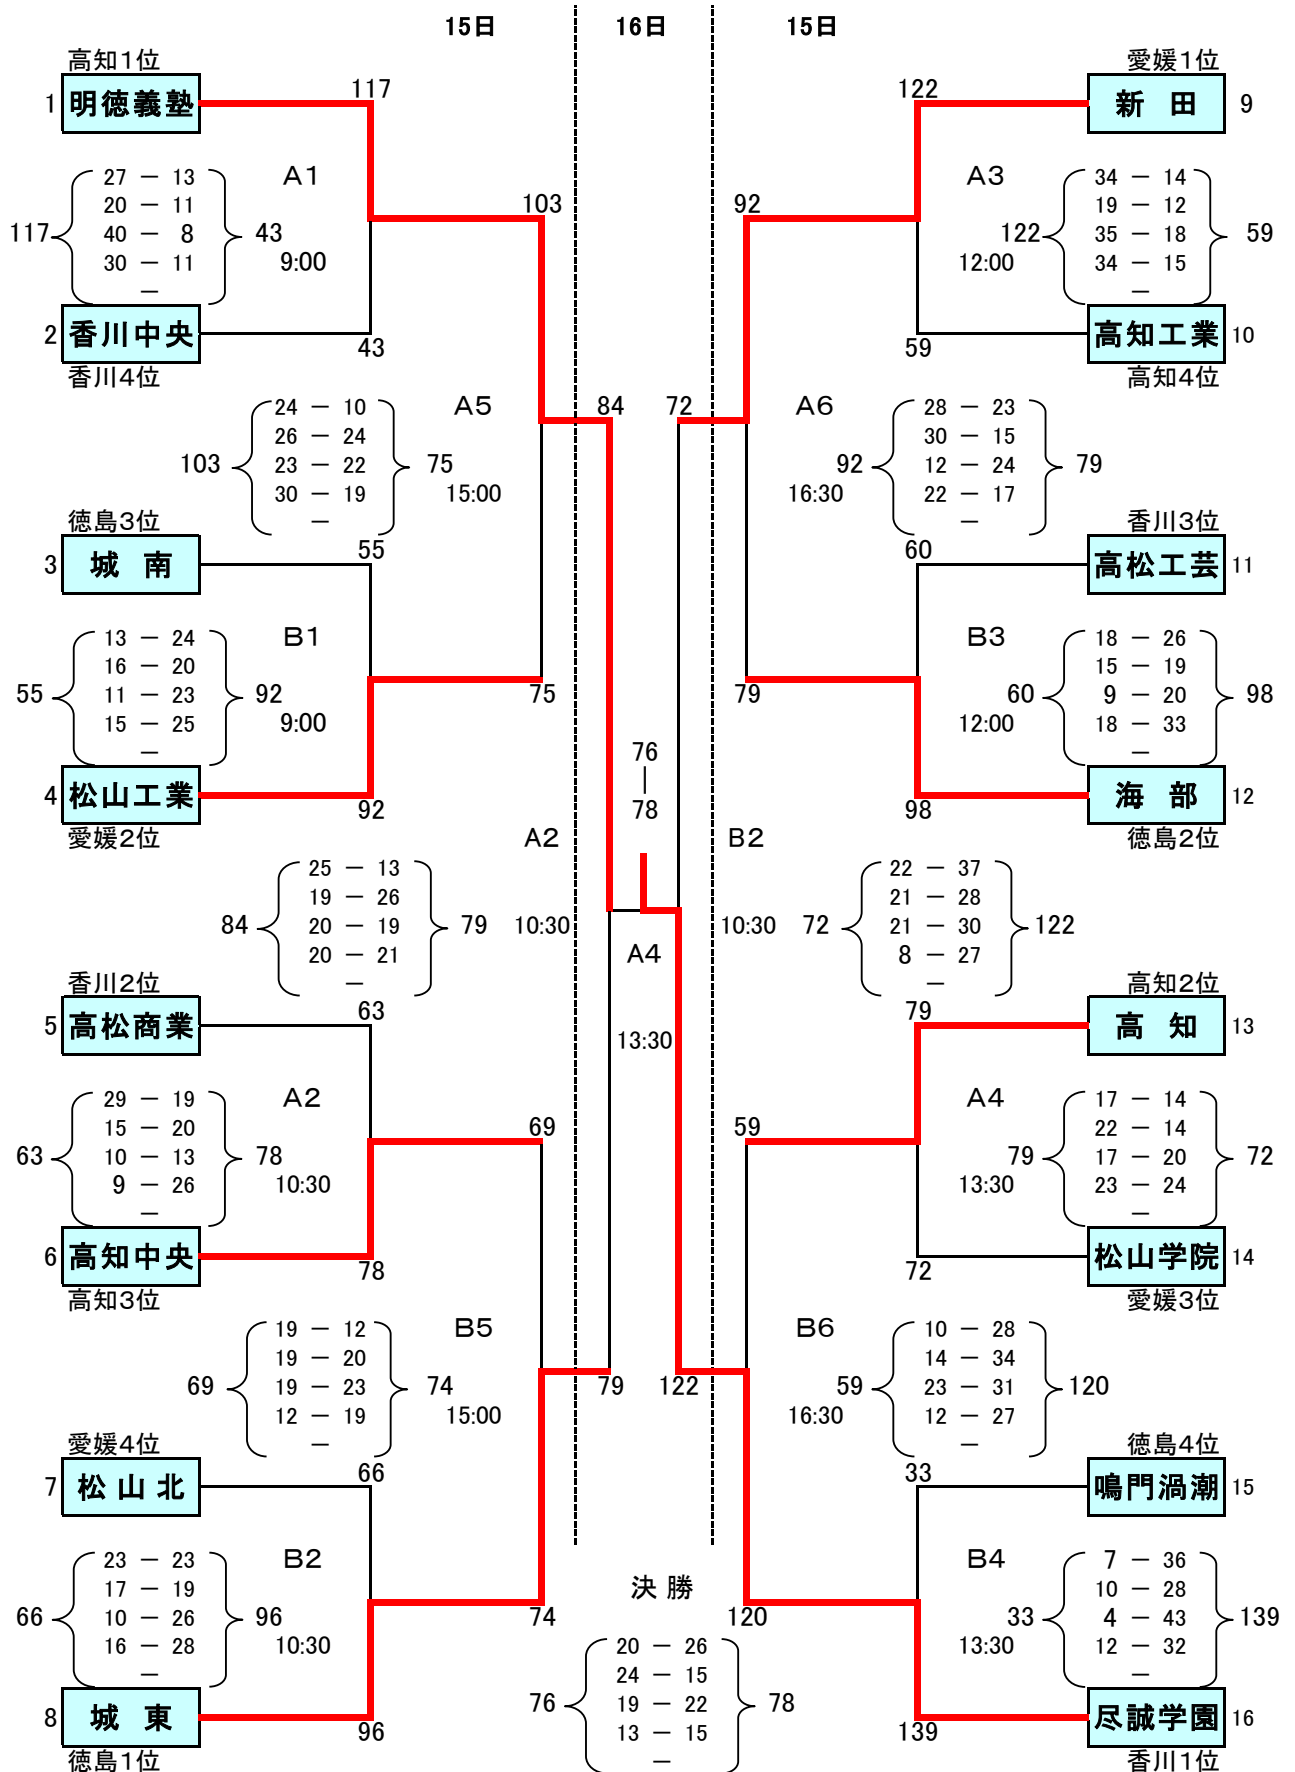 15日 16日 15日
高知1位
1 明徳義塾
117
A1
27 － 13
20 － 11
117 40 － 8 43
30 － 11 9:00
－
2 香川中央
43
香川4位
103
A5
24 － 10
26 － 24
103 23 － 22 75
30 － 19 15:00
－
徳島3位
3 城 南
55
B1
13 － 24
16 － 20
55 11 － 23 92
15 － 25 9:00
－
4 松山工業
92
愛媛2位
75
84
A2
25 － 13
19 － 26
84 20 － 19 79 10:30
20 － 21
－
香川2位
5 高松商業
63
A2
29 － 19
15 － 20
63 10 － 13 78
9 － 26 10:30
－
6 高知中央
78
高知3位
69
B5
19 － 12
19 － 20
69 19 － 23 74
12 － 19 15:00
－
79
愛媛4位
7 松山北
66
B2
23 － 23
17 － 19
66 10 － 26 96
16 － 28 10:30
－
8 城 東
96
徳島1位
74
76
｜
78
A4
13:30
決 勝
20 － 26
24 － 15
76 19 － 22 78
13 － 15
－
愛媛1位
122
新 田 9
A3
34 － 14
19 － 12
122 35 － 18 59
12:00 34 － 15
－
高知工業 10
59
高知4位
92
72
A6
28 － 23
30 － 15
92 12 － 24 79
16:30 22 － 17
－
香川3位
60
高松工芸 11
B3
18 － 26
15 － 19
60 9 － 20 98
12:00 18 － 33
－
海 部 12
98
徳島2位
79
B2
22 － 37
21 － 28
10:30 72 21 － 30 122
8 － 27
－
高知2位
79
高 知 13
A4
17 － 14
22 － 14
79 17 － 20 72
13:30 23 － 24
－
松山学院 14
72
愛媛3位
59
B6
10 － 28
14 － 34
59 23 － 31 120
16:30 12 － 27
－
122
徳島4位
33
鳴門渦潮 15
B4
7 － 36
10 － 28
33 4 － 43 139
13:30 12 － 32
－
尽誠学園 16
139
香川1位
120